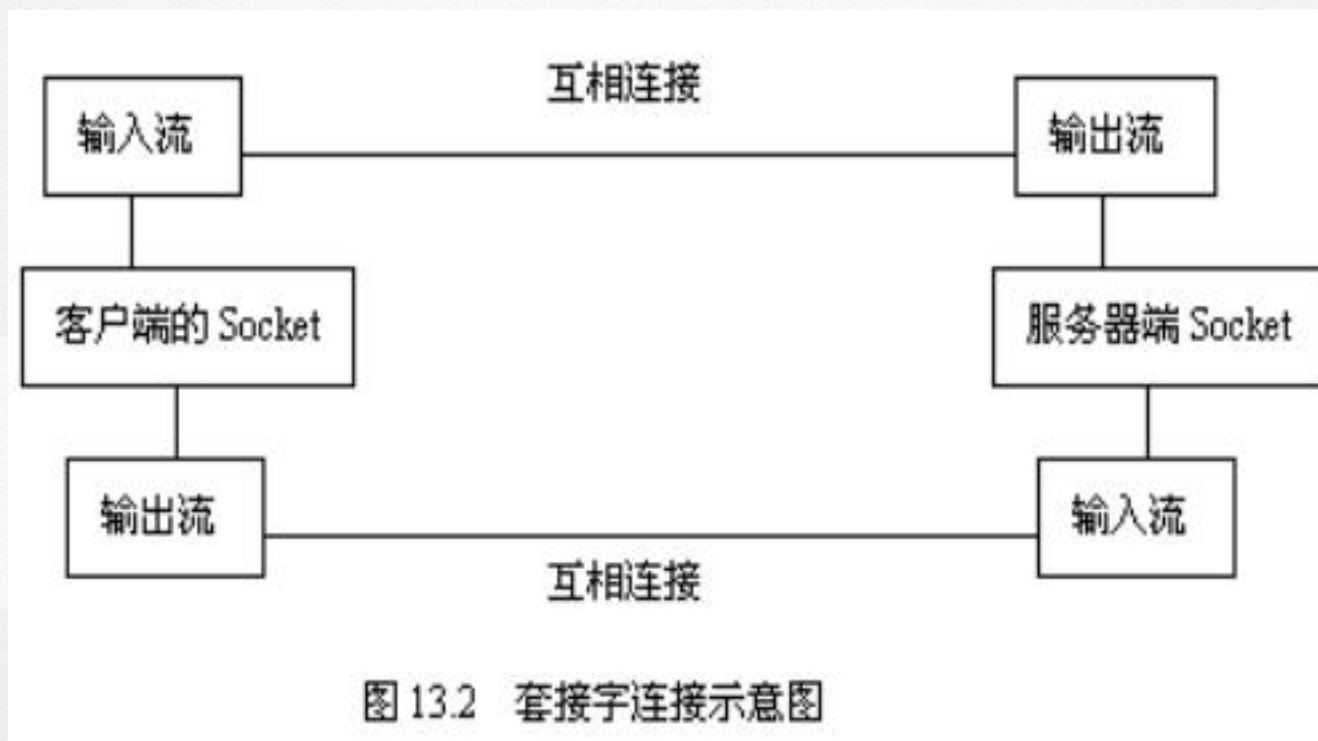 互相连接
输入流
输出流
客户端的 Socket
服务器端 Socket
输出流
输入流
互相连接
图 13.2 套接字连接示意图